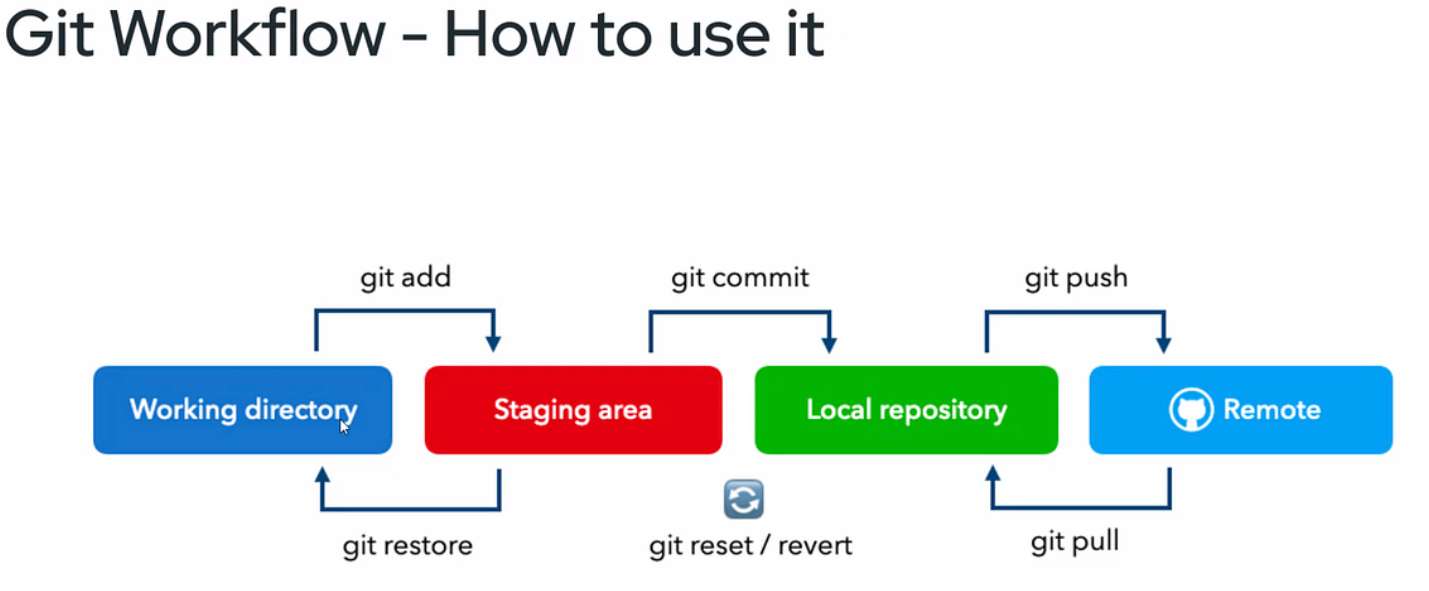 Git Workflow - How to use it
git add
git commit
git push
Working directory
Staging area
Local repository
Remote
git restore
git reset / revert
git pull